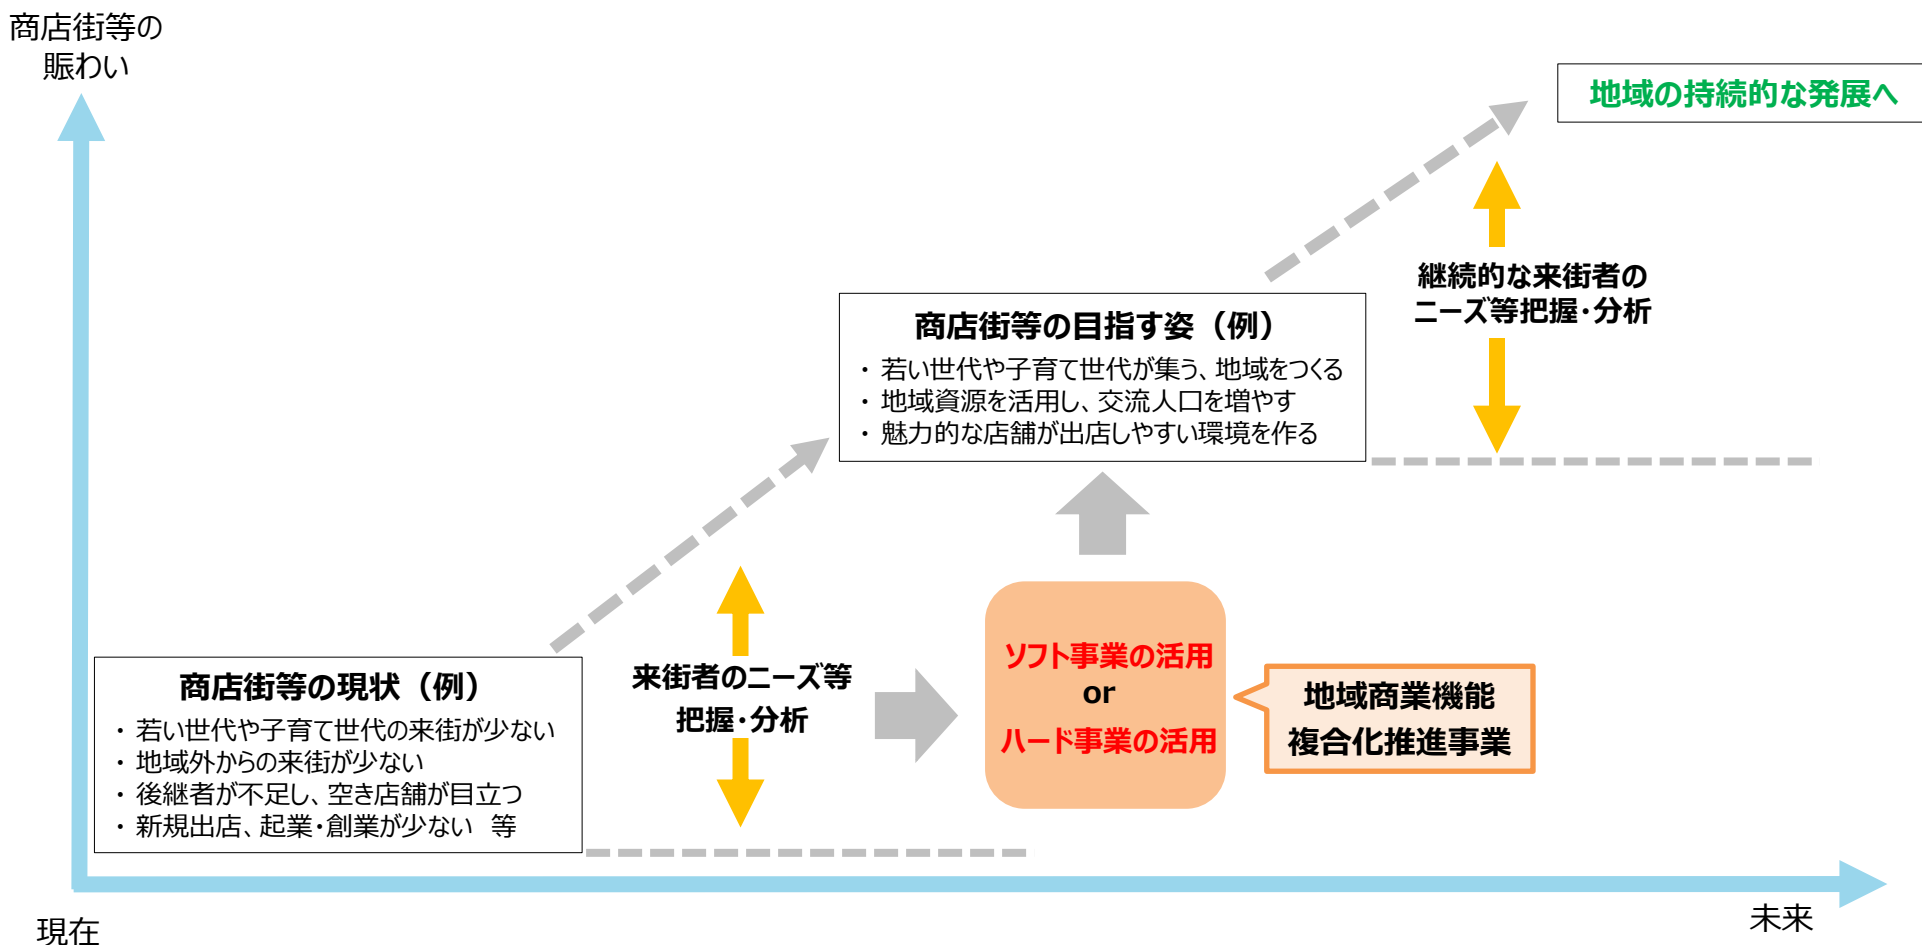 商店街等の
賑わい
地域の持続的な発展へ
継続的な来街者の
ニーズ等把握・分析
商店街等の目指す姿（例）
・ 若い世代や子育て世代が集う、地域をつくる
・ 地域資源を活用し、交流人口を増やす
・ 魅力的な店舗が出店しやすい環境を作る
商店街等の現状（例）
・ 若い世代や子育て世代の来街が少ない
・ 地域外からの来街が少ない
・ 後継者が不足し、空き店舗が目立つ
・ 新規出店、起業・創業が少ない 等
来街者のニーズ等
把握・分析
ソフト事業の活用
or
ハード事業の活用
地域商業機能
複合化推進事業
現在
未来